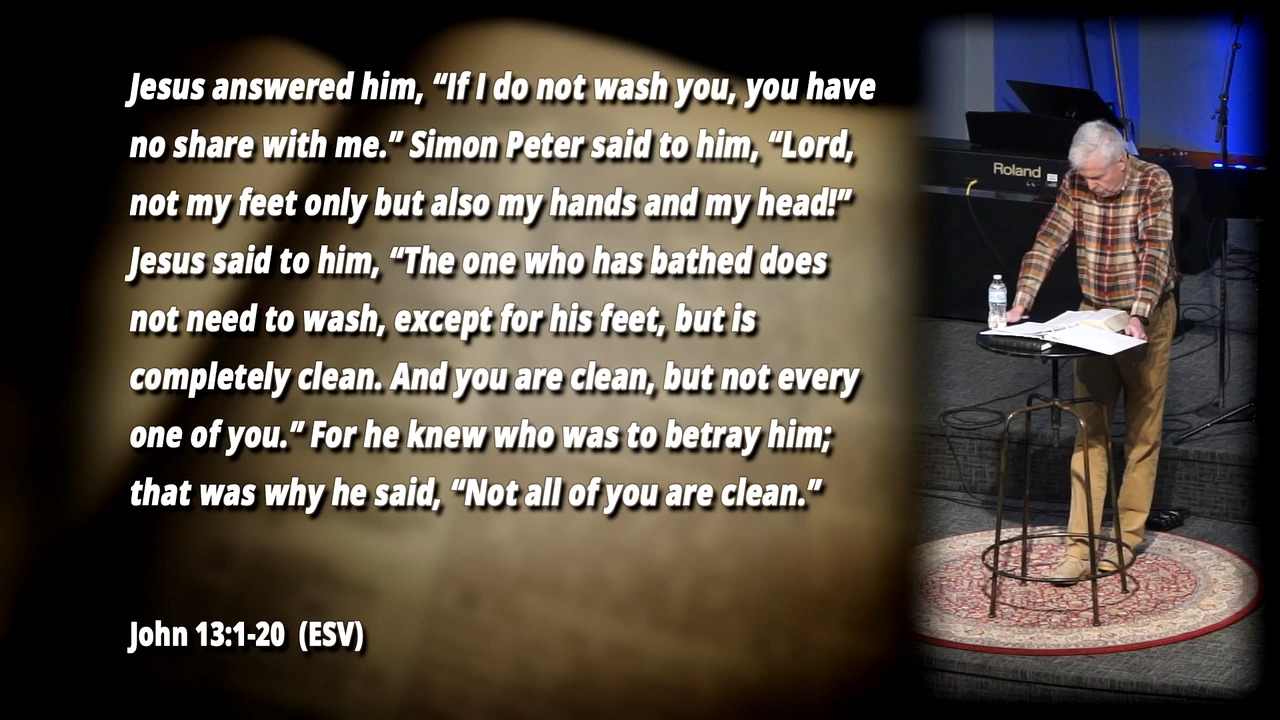 Jesus answered him, “If I do not wash you, you have
no share with me.” Simon Peter said to him, “Lord,
not my feet only but also my hands and my head!”
Jesus said to him, “The one who has bathed does
not need to wash, except for his feet, but is
completely clean. And you are clean, but not every
one of you.” For he knew who was to betray him;
that was why he said, “Not all of you are clean.”
John 13:1-20 (ESV)
Roland